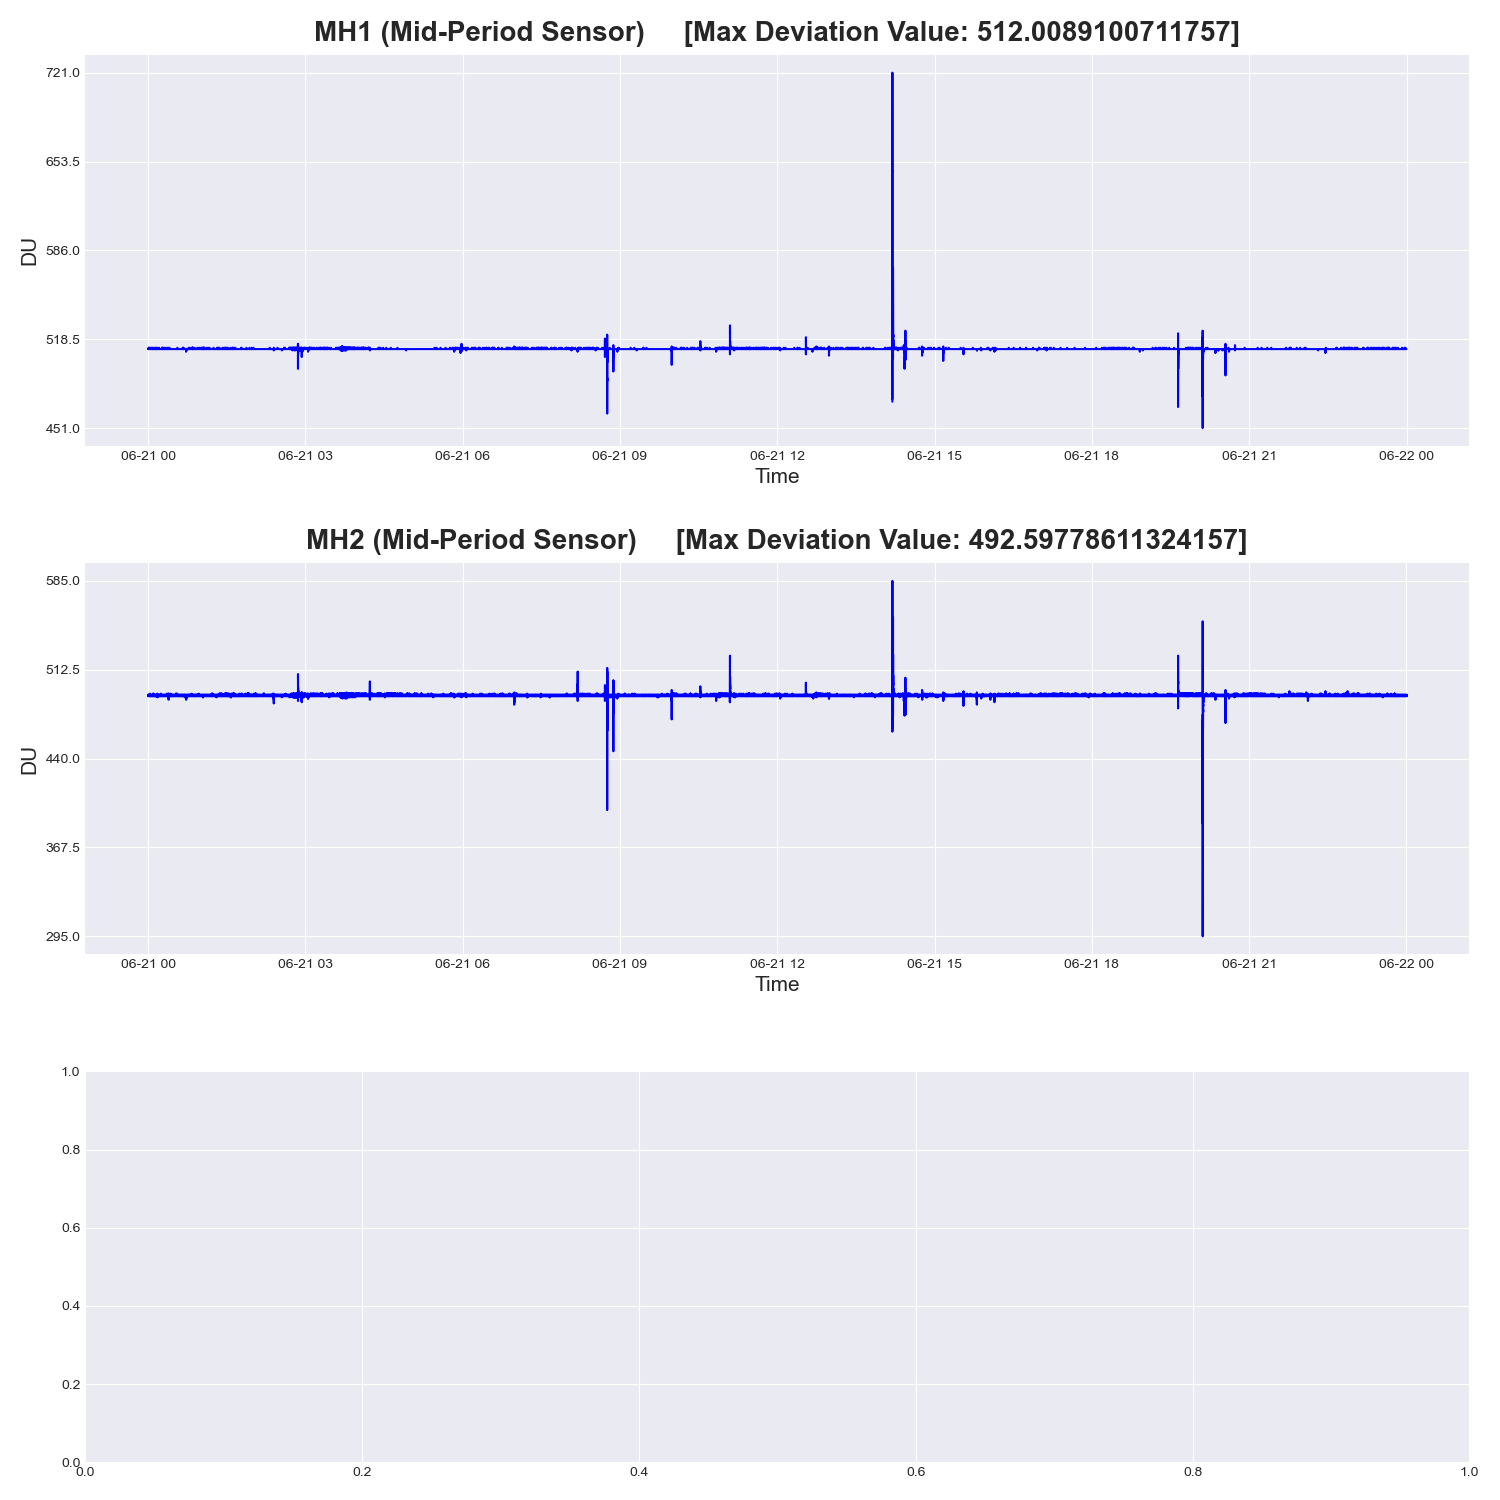 MH1 (Mid-Period Sensor) [Max Deviation Value: 512.0089100711757]
721.0
653.5
586.0
518.5
451.0
DU
06-21 00 06-21 03 06-21 06 06-21 09 06-21 12 06-21 15 06-21 18 06-21 21 06-22 00
Time
MH2 (Mid-Period Sensor) [Max Deviation Value: 492.59778611324157]
585.0
512.5
440.0
367.5
295.0
DU
06-21 00 06-21 03 06-21 06 06-21 09 06-21 12 06-21 15 06-21 18 06-21 21 06-22 00
Time
1.0
0.8
0.6
0.4
0.2
0.0
0.0 0.2 0.4 0.6 0.8 1.0